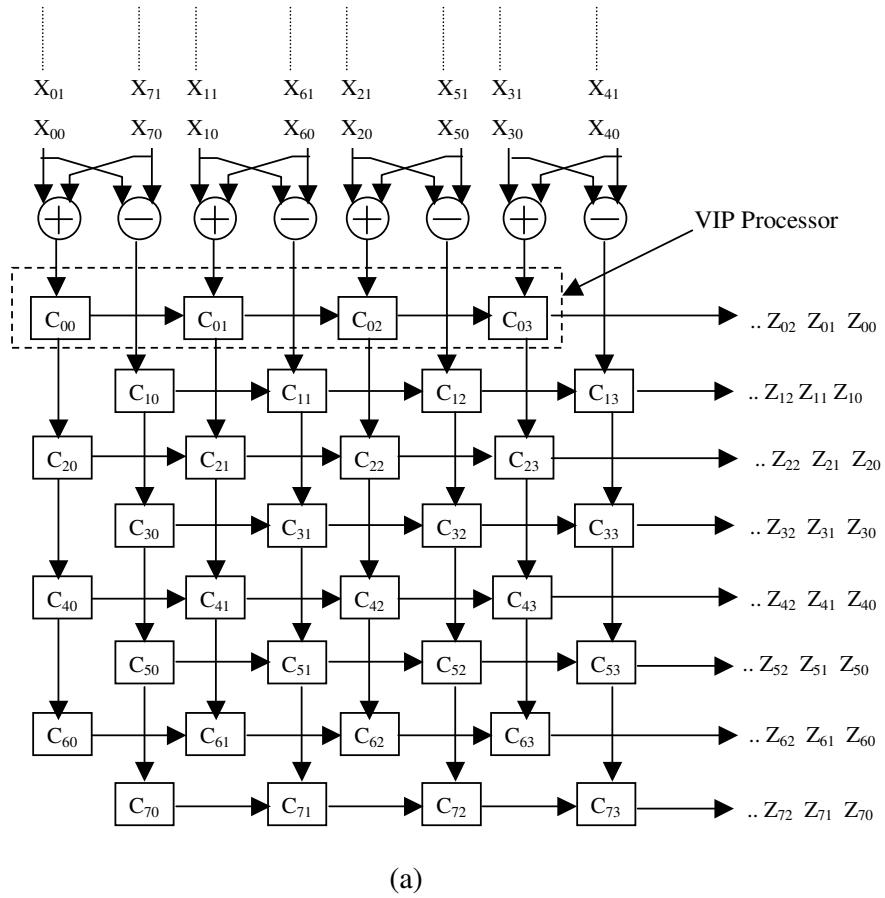 X₀₁ X₇₁ X₁₁ X₆₁ X₂₁ X₅₁ X₃₁ X₄₁
X₀₀ X₇₀ X₁₀ X₆₀ X₂₀ X₅₀ X₃₀ X₄₀
+ − + − + − + −
VIP Processor
C₀₀ C₀₁ C₀₂ C₀₃ .. Z₀₂ Z₀₁ Z₀₀
C₁₀ C₁₁ C₁₂ C₁₃ .. Z₁₂ Z₁₁ Z₁₀
C₂₀ C₂₁ C₂₂ C₂₃ .. Z₂₂ Z₂₁ Z₂₀
C₃₀ C₃₁ C₃₂ C₃₃ .. Z₃₂ Z₃₁ Z₃₀
C₄₀ C₄₁ C₄₂ C₄₃ .. Z₄₂ Z₄₁ Z₄₀
C₅₀ C₅₁ C₅₂ C₅₃ .. Z₅₂ Z₅₁ Z₅₀
C₆₀ C₆₁ C₆₂ C₆₃ .. Z₆₂ Z₆₁ Z₆₀
C₇₀ C₇₁ C₇₂ C₇₃ .. Z₇₂ Z₇₁ Z₇₀
(a)